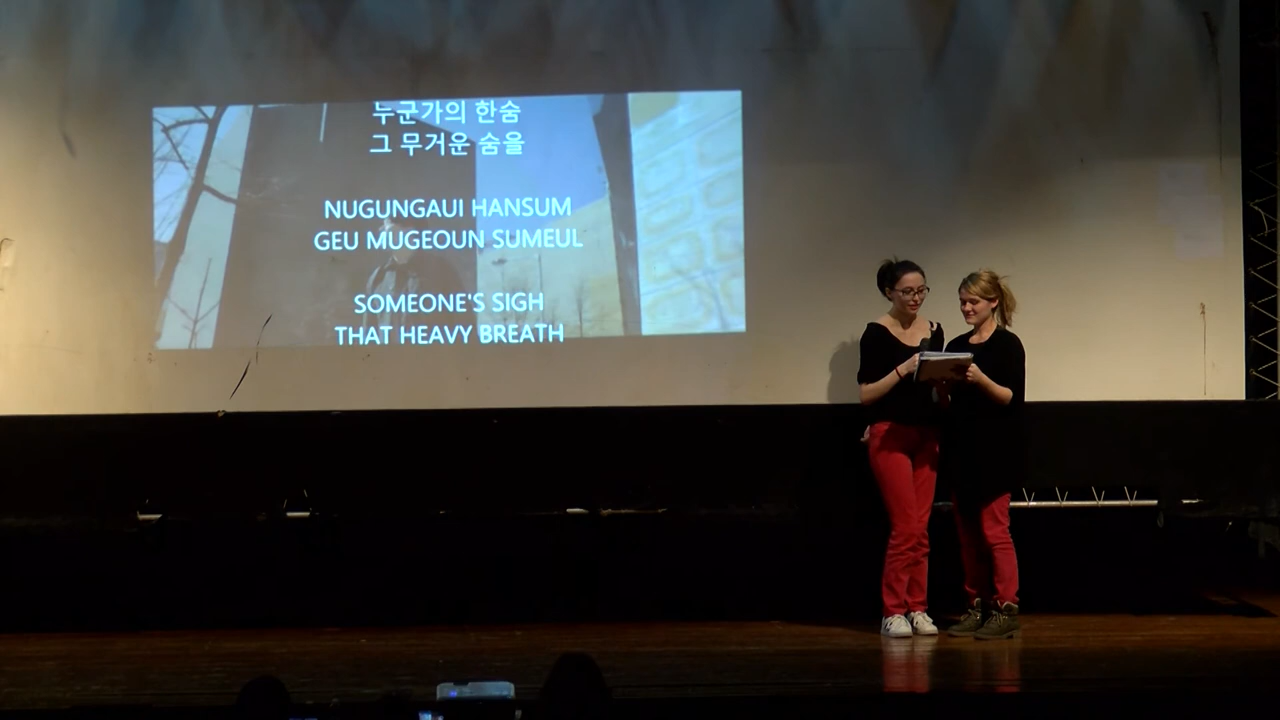 누군가의 한숨
그 무거운 숨을
NUGUNGAUI HANSUM
GEU MUGEOUN SUMEUL
SOMEONE'S SIGH
THAT HEAVY BREATH